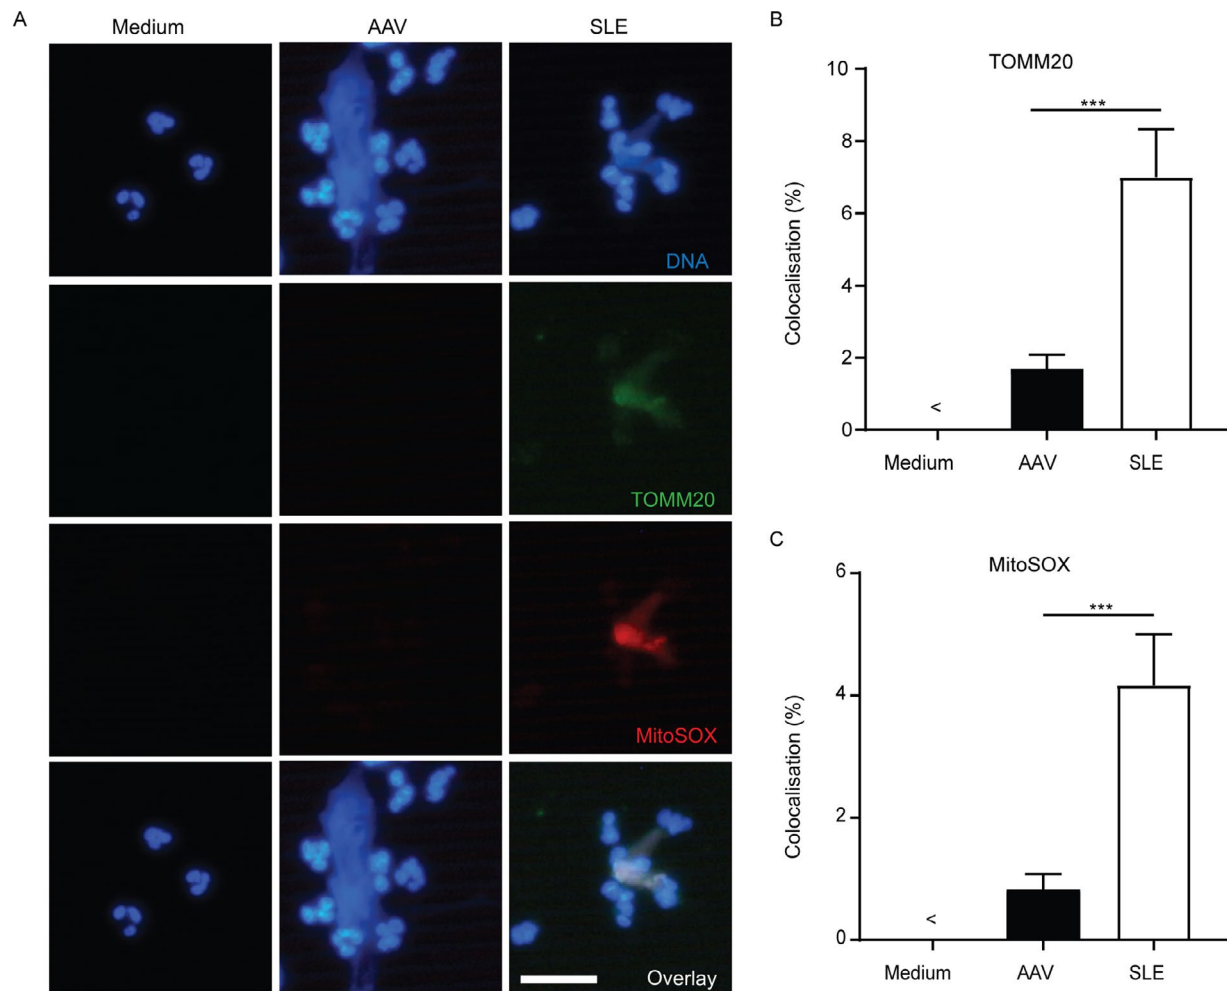 A
Medium
AAV
SLE
DNA
TOMM20
MitoSOX
Overlay
B
TOMM20
Colocalisation (%)
10
8
6
4
2
0
***
<
Medium
AAV
SLE
C
MitoSOX
Colocalisation (%)
6
4
2
0
***
<
Medium
AAV
SLE